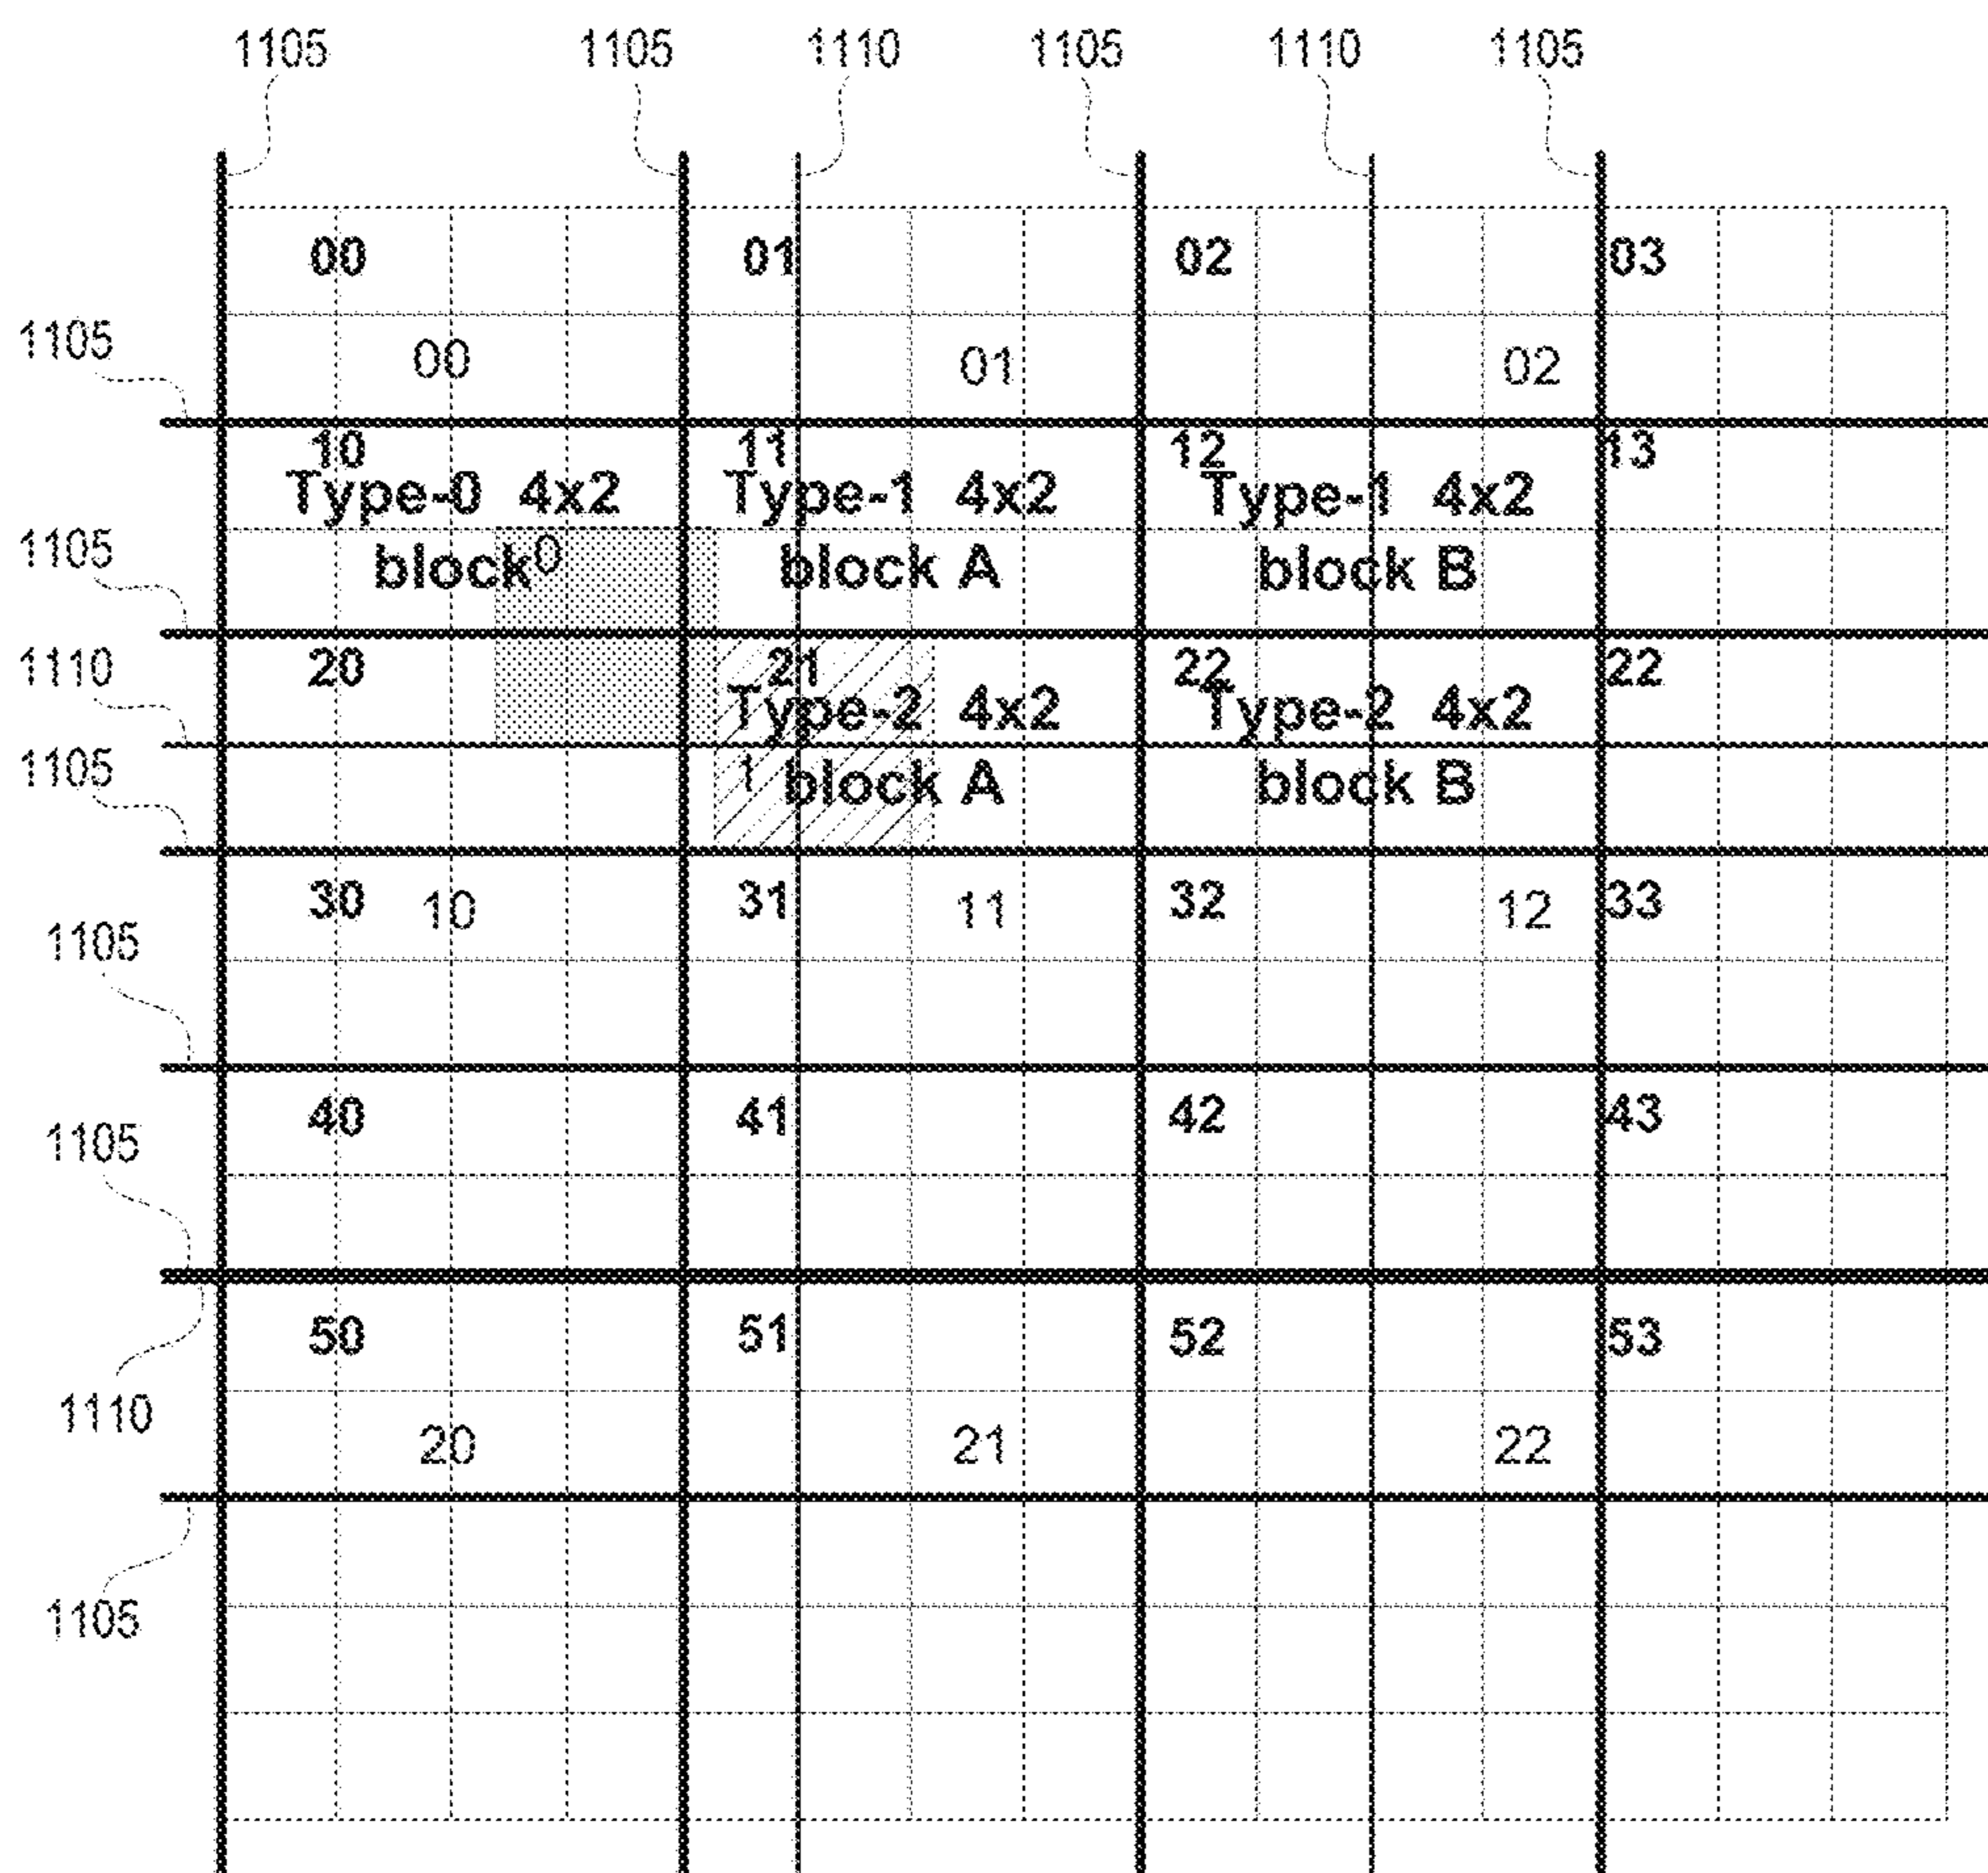 1105 1105 1110 1105 1110 1105
00 01 02 03
1105
00 01 02
10 11 12 13
Type-0 4x2 Type-1 4x2 Type-1 4x2
1105
block 0 block A block B
1110
20 21 22 22
Type-2 4x2 Type-2 4x2
1105
1 block A block B
30 10 31 11 32 12 33
1105
40 41 42 43
1105
50 51 52 53
1110
20 21 22
1105